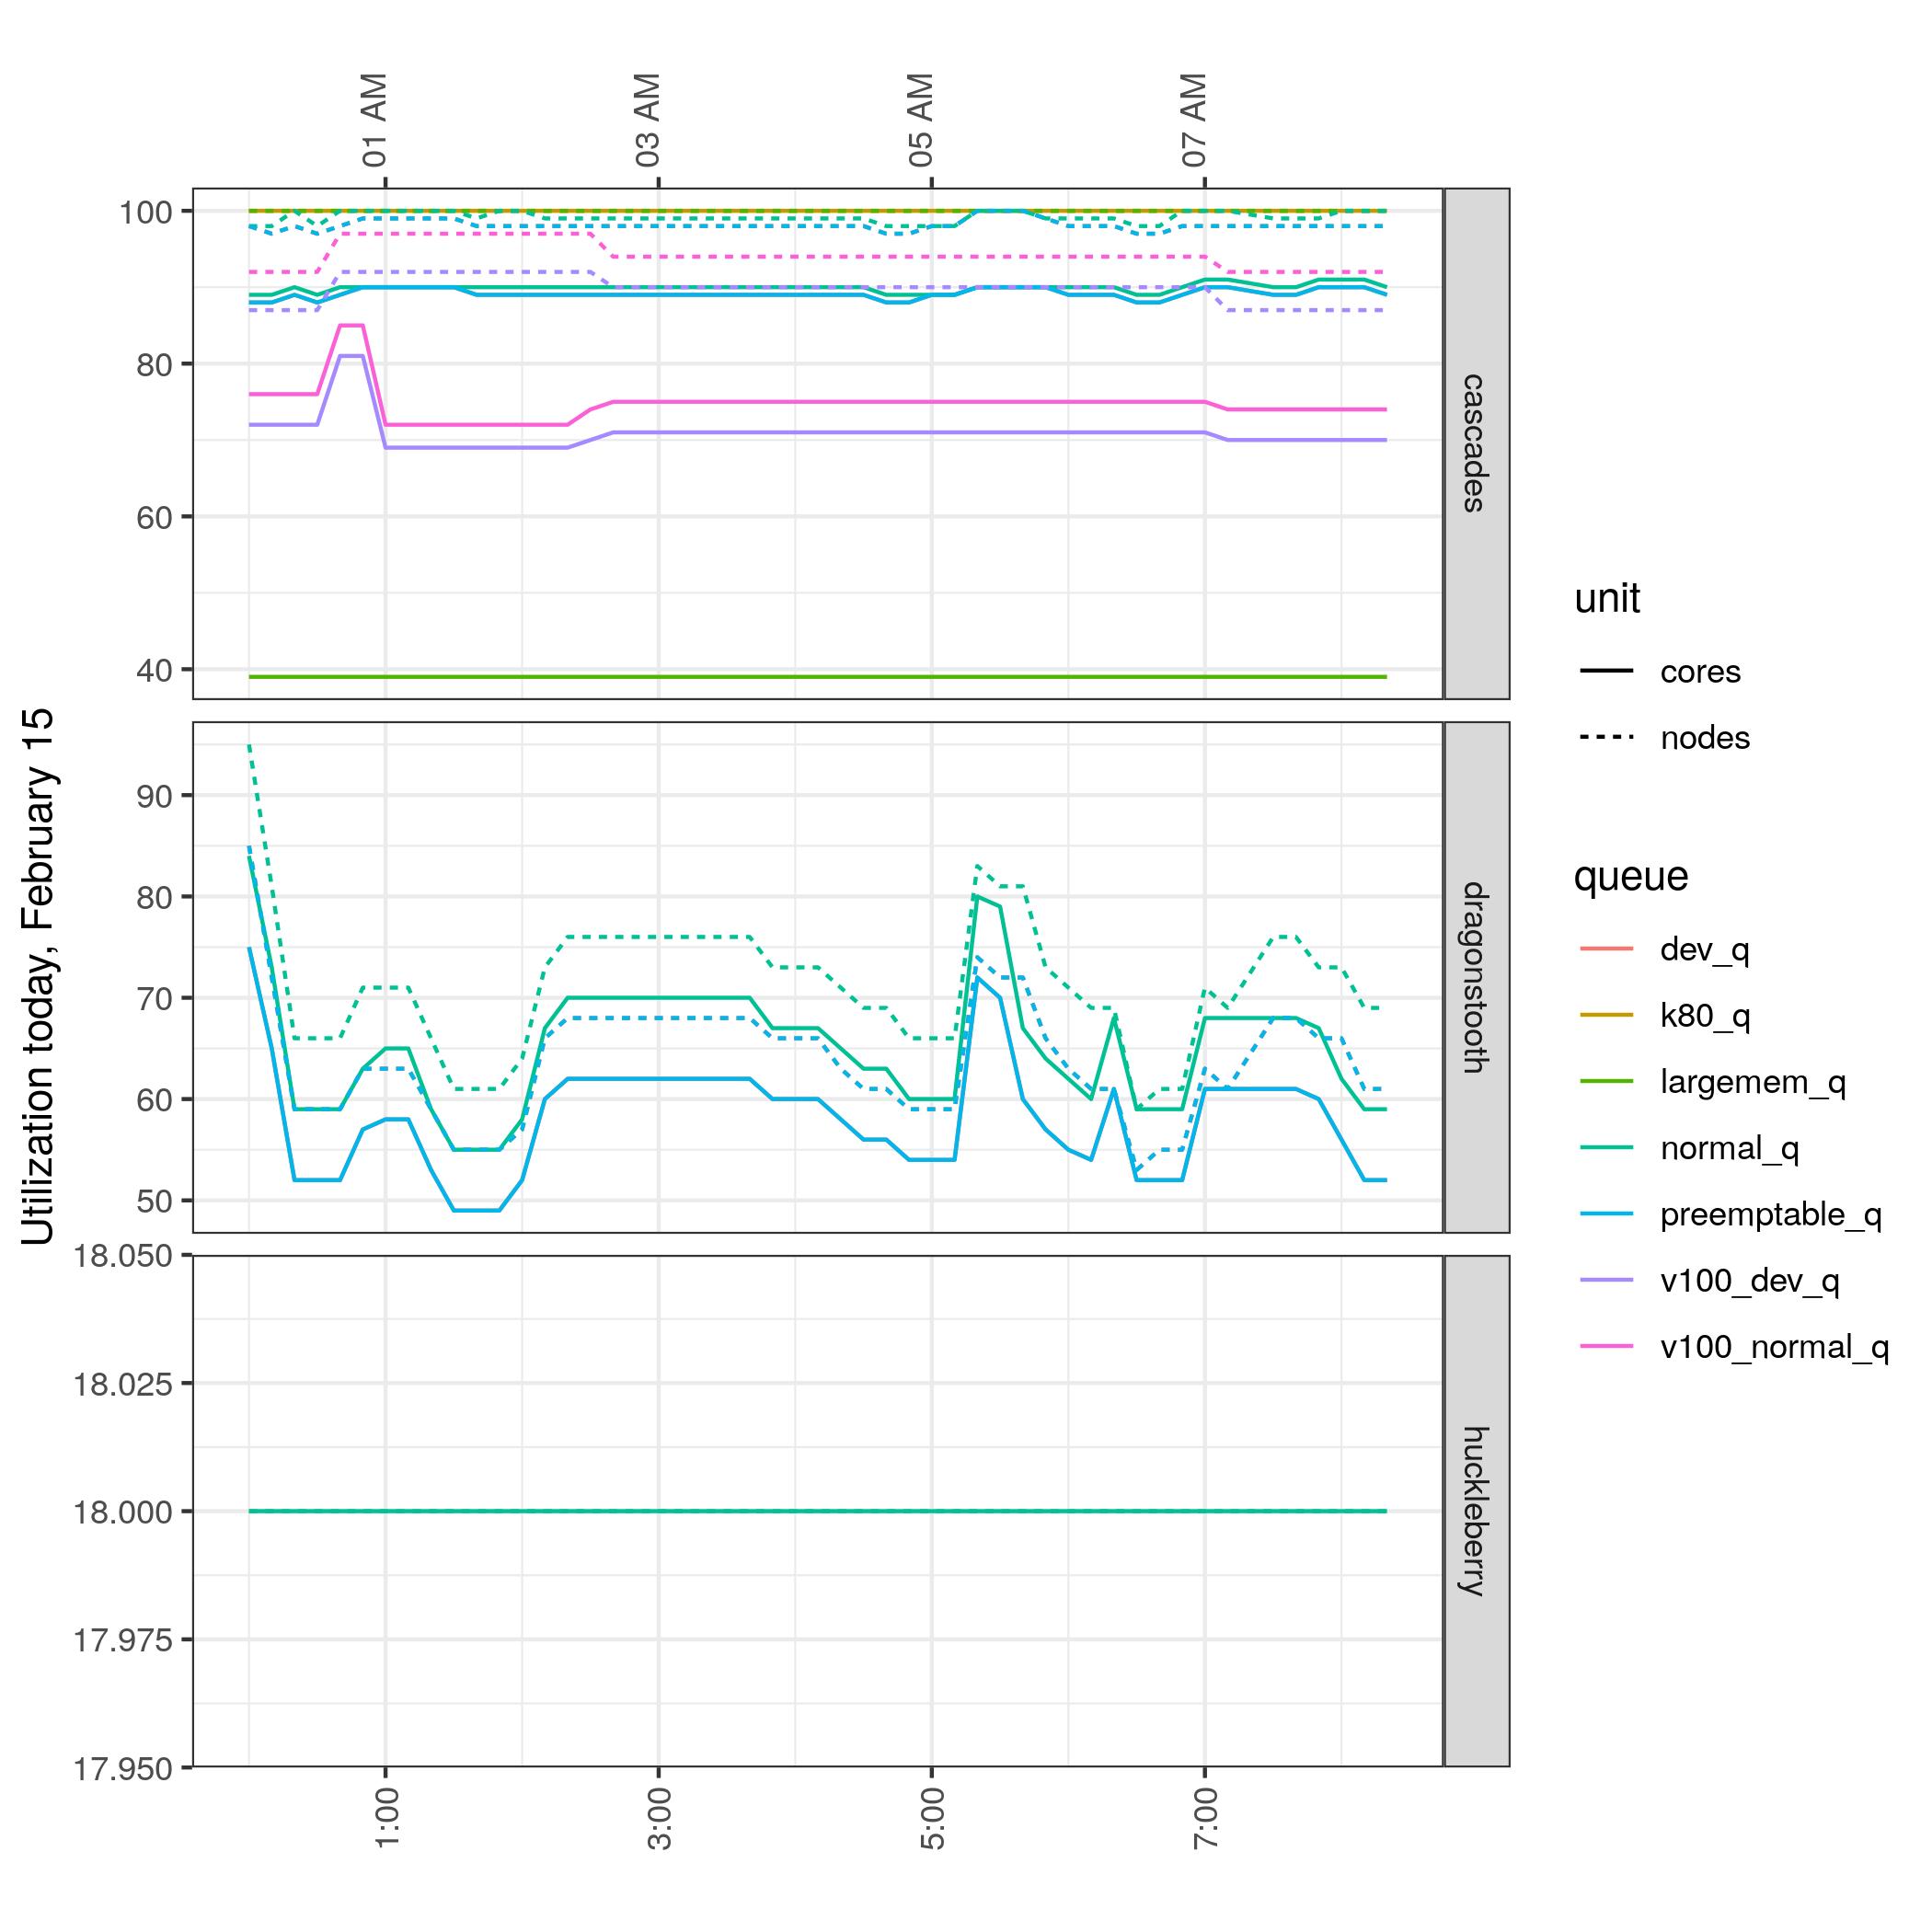 01 AM
03 AM
05 AM
07 AM
100
80
60
40
cascades
Utilization today, February 15
90
80
70
60
50
dragonstooth
18.050
18.025
18.000
17.975
17.950
huckleberry
1:00
3:00
5:00
7:00
unit
cores
nodes
queue
dev_q
k80_q
largemem_q
normal_q
preemptable_q
v100_dev_q
v100_normal_q